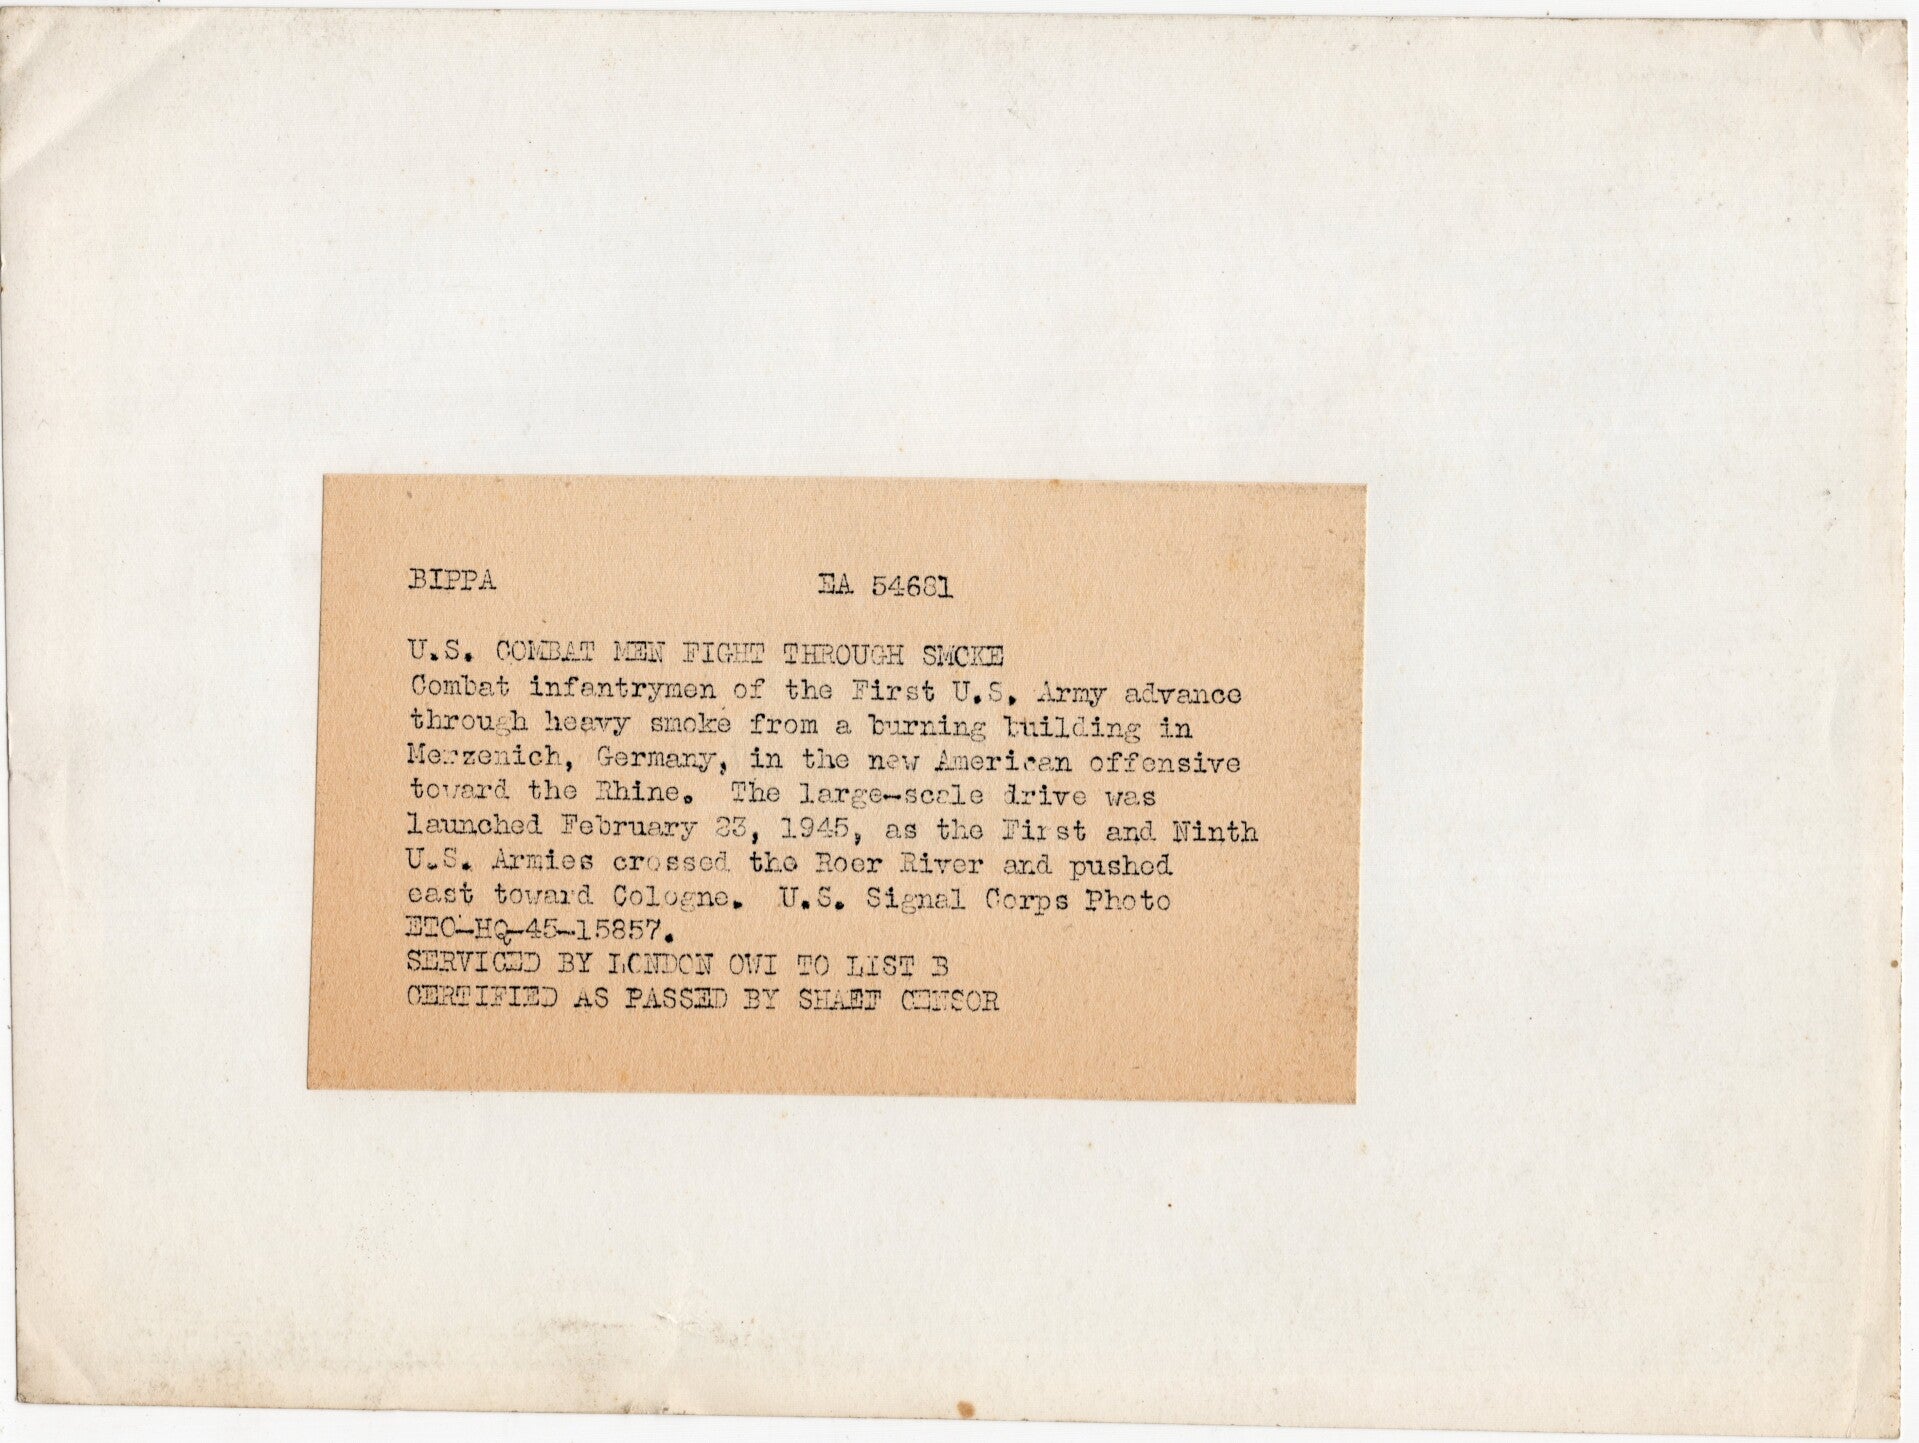 BIPPA EA 54681
U.S. COMBAT MEN FIGHT THROUGH SMOKE
Combat infantrymen of the First U.S. Army advance
through heavy smoke from a burning building in
Merzenich, Germany, in the new American offensive
toward the Rhine. The large-scale drive was
launched February 23, 1945, as the First and Ninth
U.S. Armies crossed the Roer River and pushed
east toward Cologne. U.S. Signal Corps Photo
ETO-HQ-45-15857.
SERVICED BY LONDON OWI TO LIST B
CERTIFIED AS PASSED BY SHAEF CENSOR